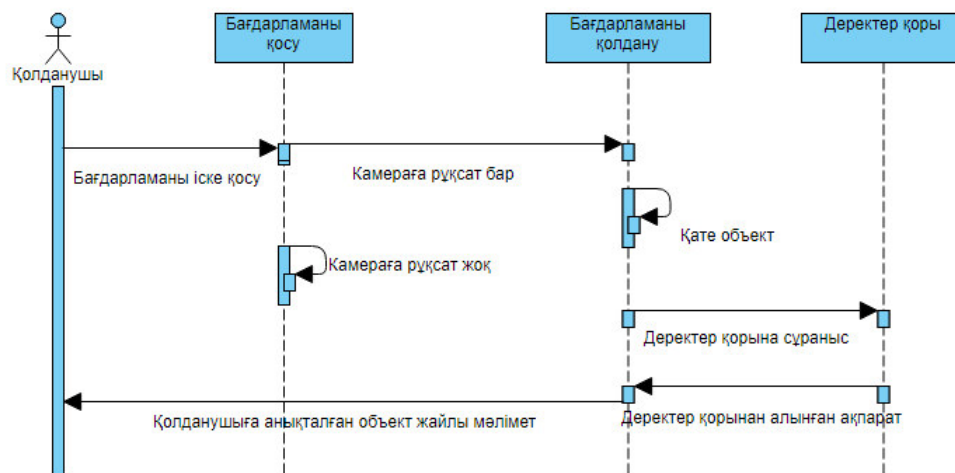 Бағдарламаны
қосу
Бағдарламаны
қолдану
Деректер қоры
Қолданушы
Бағдарламаны іске қосу
Камераға рұқсат бар
Қате объект
Камераға рұқсат жоқ
Деректер қорына сұраныс
Қолданушыға анықталған объект жайлы мәлімет
Деректер қорынан алынған ақпарат